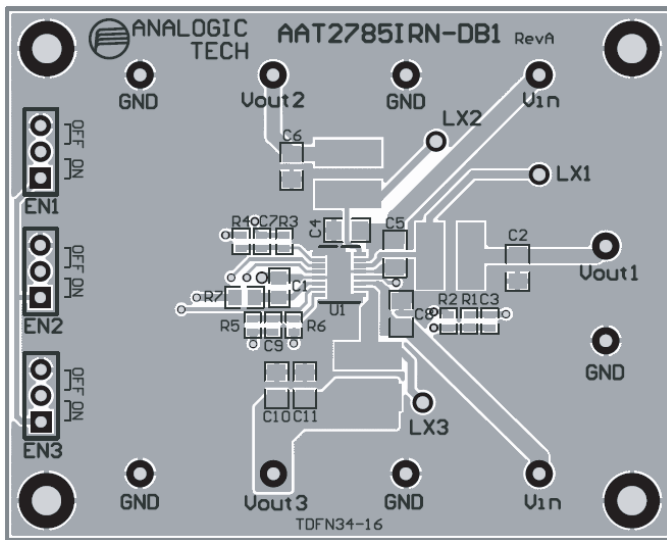 ANALOGIC
TECH
AAT2785IRN-DB1 RevA
GND
Vout2
GND
Vin
OFF
ON
EN1
C6
LX2
LX1
R4 C7 R3
C4
C5
C2
Vout1
OFF
ON
EN2
R7
C1
U1
R5
C9
R6
C8
R2 R1 C3
GND
OFF
ON
EN3
C10 C11
LX3
GND
Vout3
GND
Vin
TDFN34-16